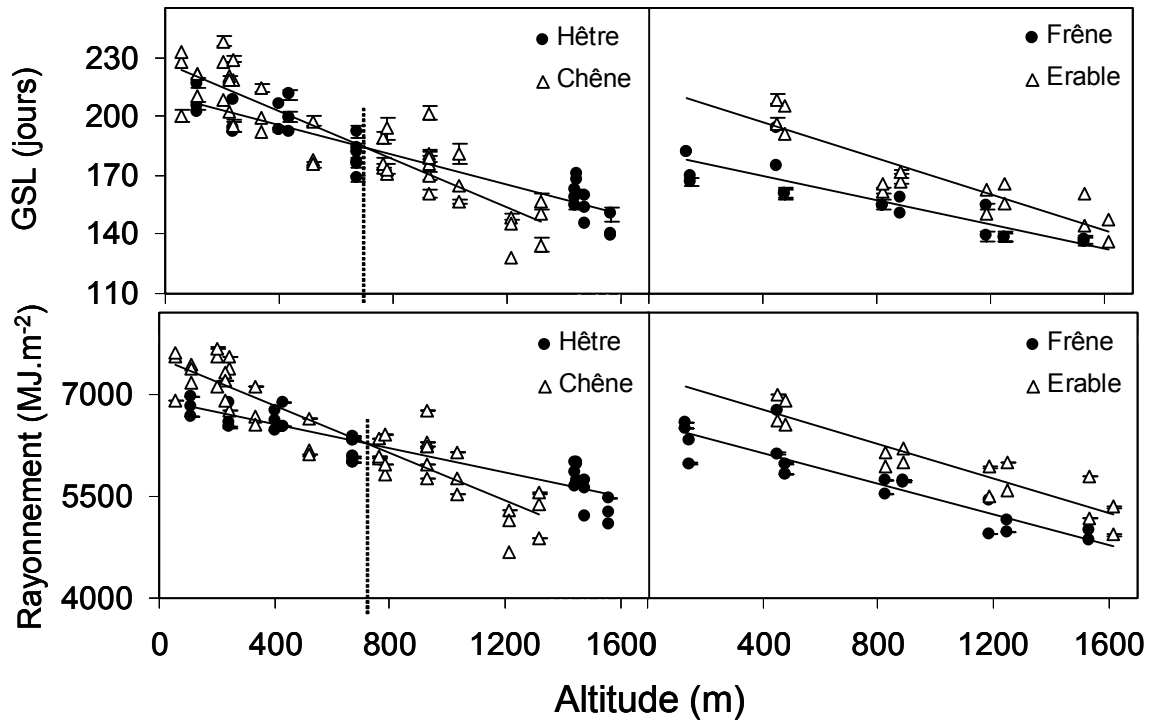 GSL (jours)
230
200
170
140
110
Hêtre
Chêne
Frêne
Erable
Rayonnement (MJ.m-2)
7000
5500
4000
Hêtre
Chêne
Frêne
Erable
0 400 800 1200 1600 400 800 1200 1600
Altitude (m)